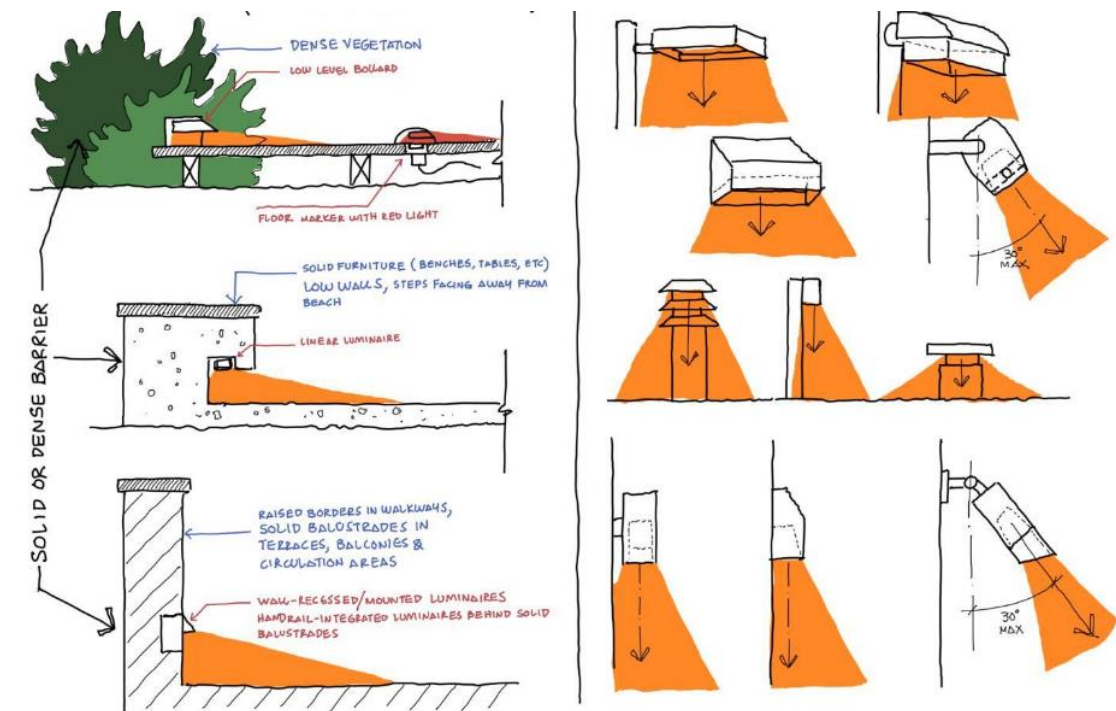 DENSE VEGETATION
LOW LEVEL BOLLARD
FLOOR MARKER WITH RED LIGHT
SOLID OR DENSE BARRIER
SOLID FURNITURE (BENCHES, TABLES, ETC)
LOW WALLS, STEPS FACING AWAY FROM
BEACH
LINEAR LUMINAIRE
RAISED BORDERS IN WALKWAYS,
SOLID BALUSTRADES IN
TERRACES, BALCONIES &
CIRCULATION AREAS
WALL-RECESSED/MOUNTED LUMINAIRES
HANDRAIL-INTEGRATED LUMINAIRES BEHIND SOLID
BALUSTRADES
30°
MAX
30°
MAX